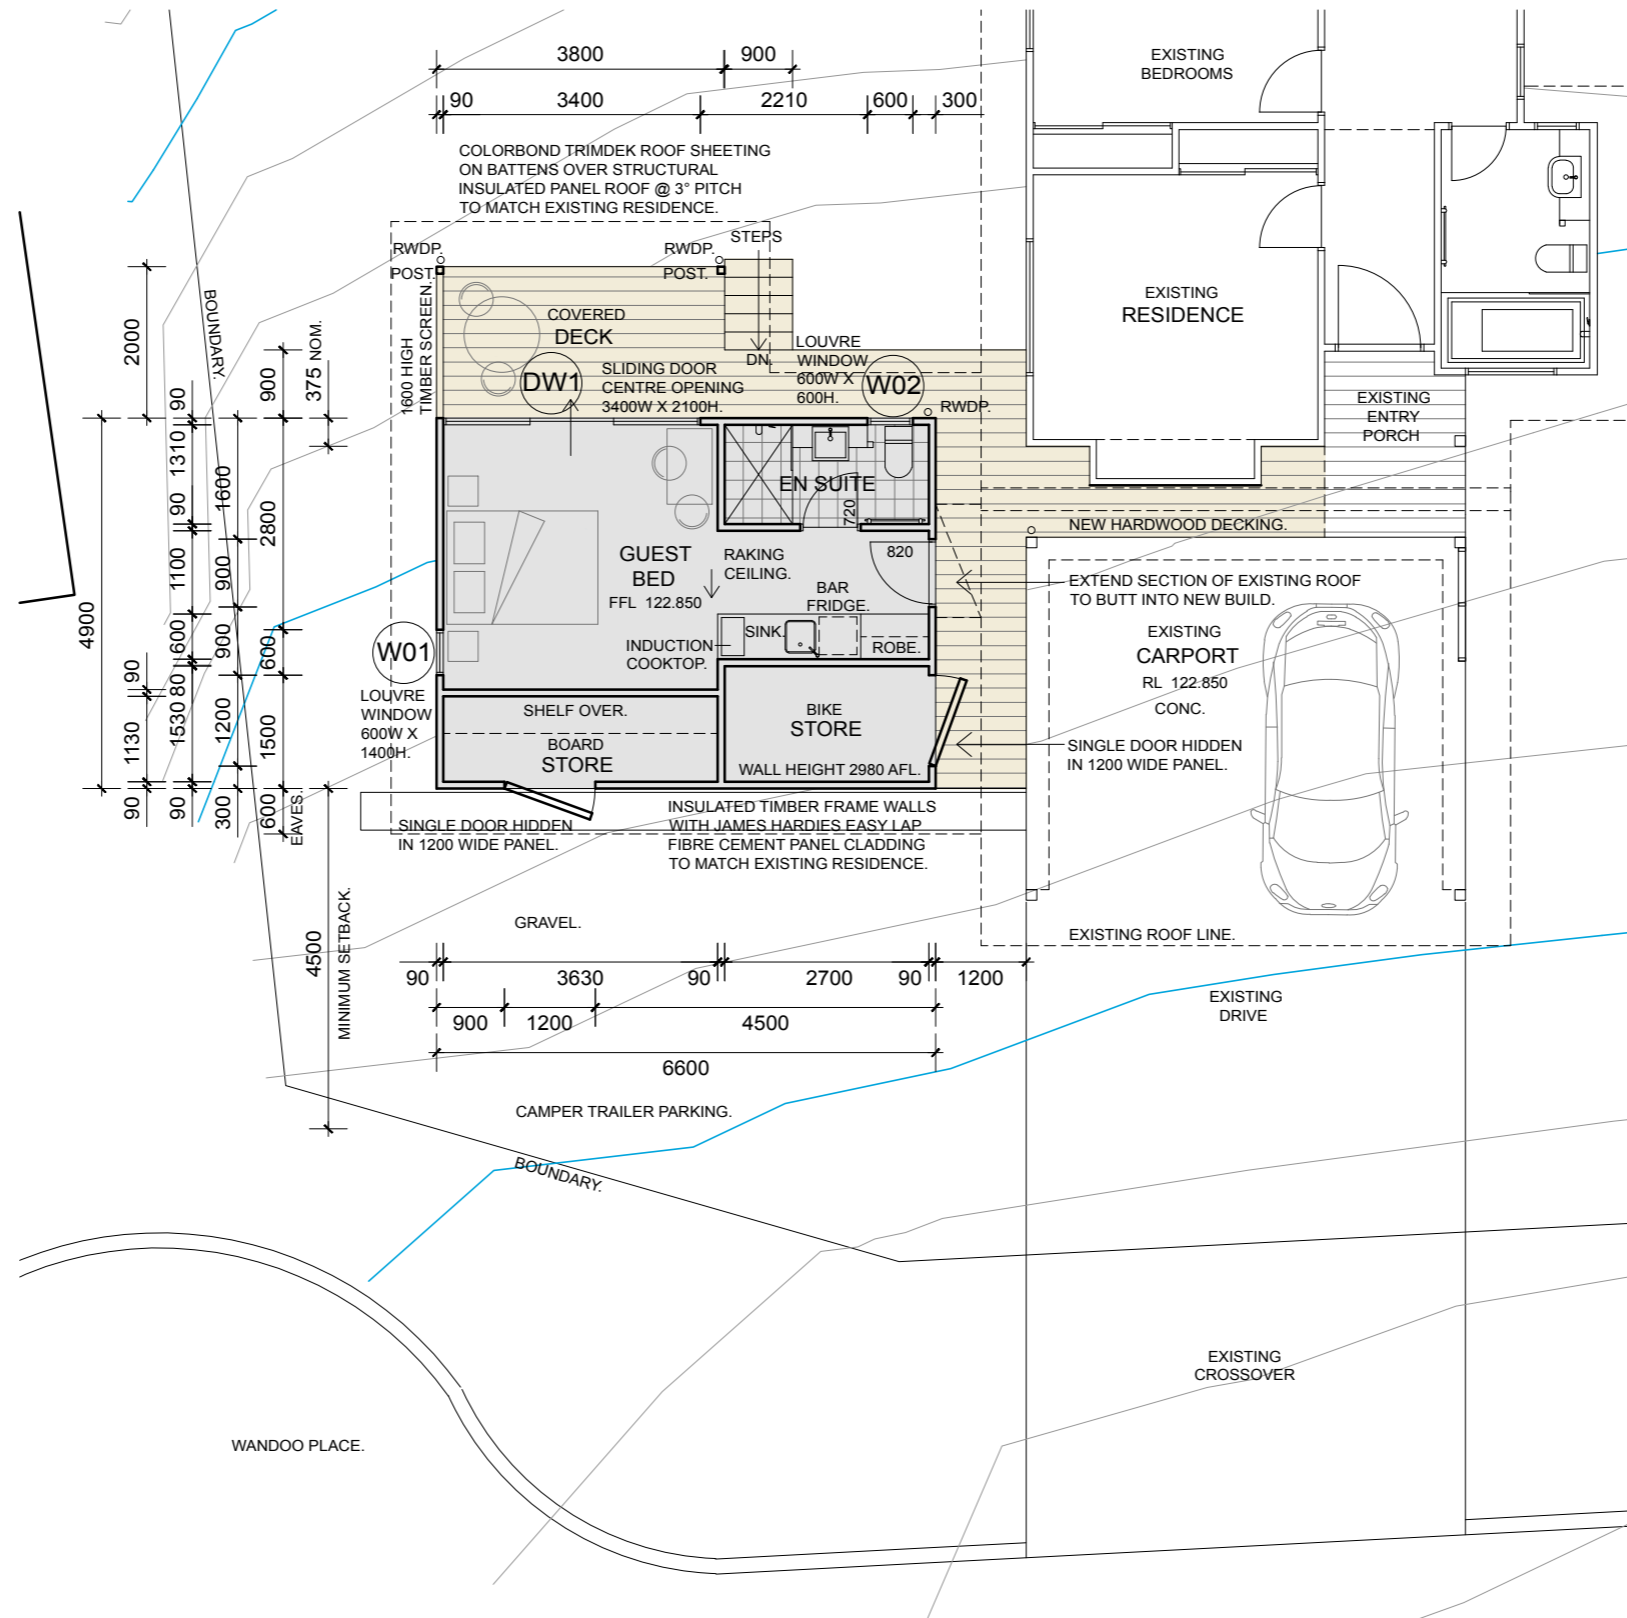 3800
900
90
3400
2210
600
300
EXISTING
BEDROOMS
COLORBOND TRIMDEK ROOF SHEETING
ON BATTENS OVER STRUCTURAL
INSULATED PANEL ROOF @ 3° PITCH
TO MATCH EXISTING RESIDENCE.
RWDP.
POST.
RWDP.
POST.
STEPS
BOUNDARY.
2000
900
375 NOM.
1600 HIGH
TIMBER SCREEN.
COVERED
DECK
DN.
DW1
SLIDING DOOR
CENTRE OPENING
3400W X 2100H.
LOUVRE
WINDOW
600W X
600H.
W02
RWDP.
EXISTING
RESIDENCE
EXISTING
ENTRY
PORCH
EN SUITE
720
NEW HARDWOOD DECKING.
GUEST
BED
FFL 122.850
RAKING
CEILING.
820
BAR
FRIDGE.
EXTEND SECTION OF EXISTING ROOF
TO BUTT INTO NEW BUILD.
SINK.
ROBE.
INDUCTION
COOKTOP.
EXISTING
CARPORT
RL 122.850
CONC.
W01
LOUVRE
WINDOW
600W X
1400H.
SHELF OVER.
BOARD
STORE
BIKE
STORE
WALL HEIGHT 2980 AFL.
SINGLE DOOR HIDDEN
IN 1200 WIDE PANEL.
4900
90
1130
90
90
1310
90
1100
600
80
1530
90
1600
900
900
1200
300
2800
600
1500
600
EAVES.
SINGLE DOOR HIDDEN
IN 1200 WIDE PANEL.
INSULATED TIMBER FRAME WALLS
WITH JAMES HARDIES EASY LAP
FIBRE CEMENT PANEL CLADDING
TO MATCH EXISTING RESIDENCE.
4500
MINIMUM SETBACK.
GRAVEL.
EXISTING ROOF LINE.
90
3630
90
2700
90
1200
900
1200
4500
6600
EXISTING
DRIVE
CAMPER TRAILER PARKING.
BOUNDARY.
EXISTING
CROSSOVER
WANDOO PLACE.